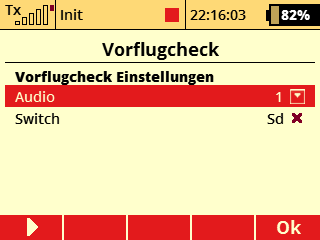 Tx Init 22:16:03 82%
Vorflugcheck
Vorflugcheck Einstellungen
Audio 1
Switch Sd
Ok